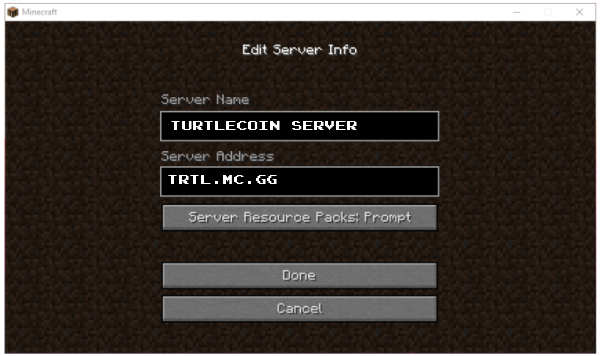 Minecraft
Edit Server Info
Server Name
TURTLECOIN SERVER
Server Address
TRTL.MC.GG
Server Resource Packs: Prompt
Done
Cancel